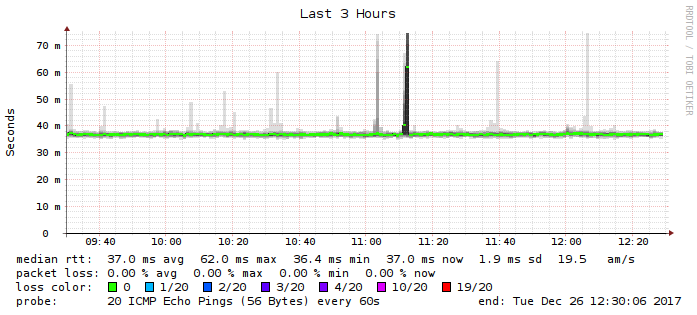 Last 3 Hours
RRDTOOL / TOBI OETIKER
Seconds
70 m
60 m
50 m
40 m
30 m
20 m
10 m
0
09:40 10:00 10:20 10:40 11:00 11:20 11:40 12:00 12:20
median rtt: 37.0 ms avg 62.0 ms max 36.4 ms min 37.0 ms now 1.9 ms sd 19.5 am/s
packet loss: 0.00 % avg 0.00 % max 0.00 % min 0.00 % now
loss color: 0 1/20 2/20 3/20 4/20 10/20 19/20
probe: 20 ICMP Echo Pings (56 Bytes) every 60s end: Tue Dec 26 12:30:06 2017